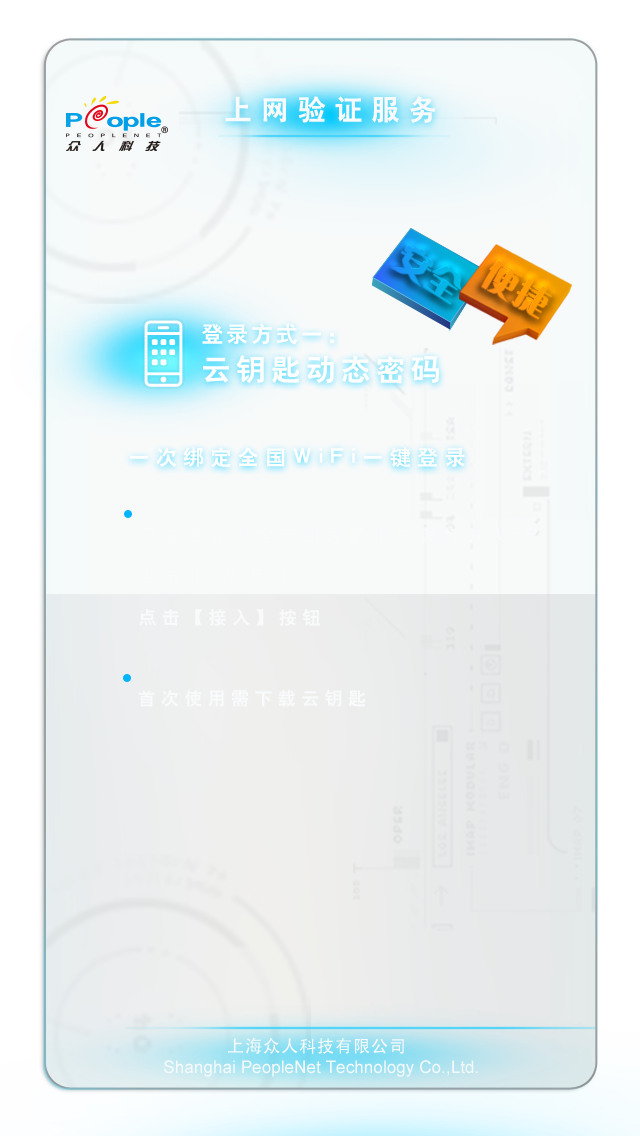 上网验证服务
People®
PEOPLENET
众人科技
安全
便捷
登录方式一：
云钥匙动态密码
一次绑定全国WiFi一键登录
点击【接入】按钮
首次使用需下载云钥匙
上海众人科技有限公司
Shanghai PeopleNet Technology Co.,Ltd.